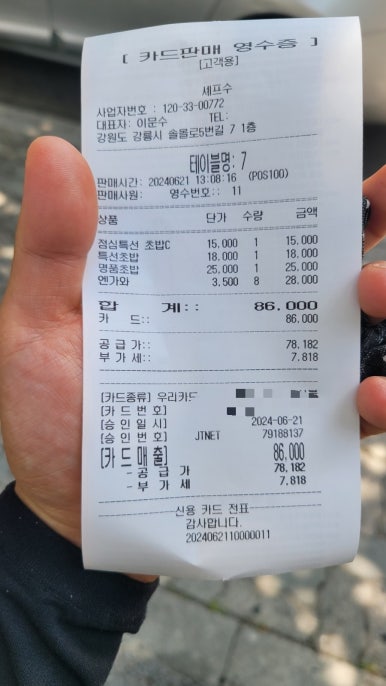 [ 카드판매 영수증 ]
[고객용]
셰프수
사업자번호 : 120-33-00772
대표자: 이문수 TEL:
강원도 강릉시 솔올로5번길 7 1층
테이블명: 7
판매시간: 20240621 13:08:16 (POS100)
판매사원: 영수번호:: 11
상품 단가 수량 금액
점심특선 초밥C 15,000 1 15,000
특선초밥 18,000 1 18,000
명품초밥 25,000 1 25,000
엔가와 3,500 8 28,000
합 계:: 86,000
카 드:: 86,000
공 급 가:: 78,182
부 가 세:: 7,818
[카드종류] 우리카드
[카 드 번 호]
[승 인 일 시] 2024-06-21
[승 인 번 호] JTNET 79188137
[카 드 매 출] 86,000
- 공 급 가 78,182
- 부 가 세 7,818
신용 카드 전표
감사합니다.
2024062110000011